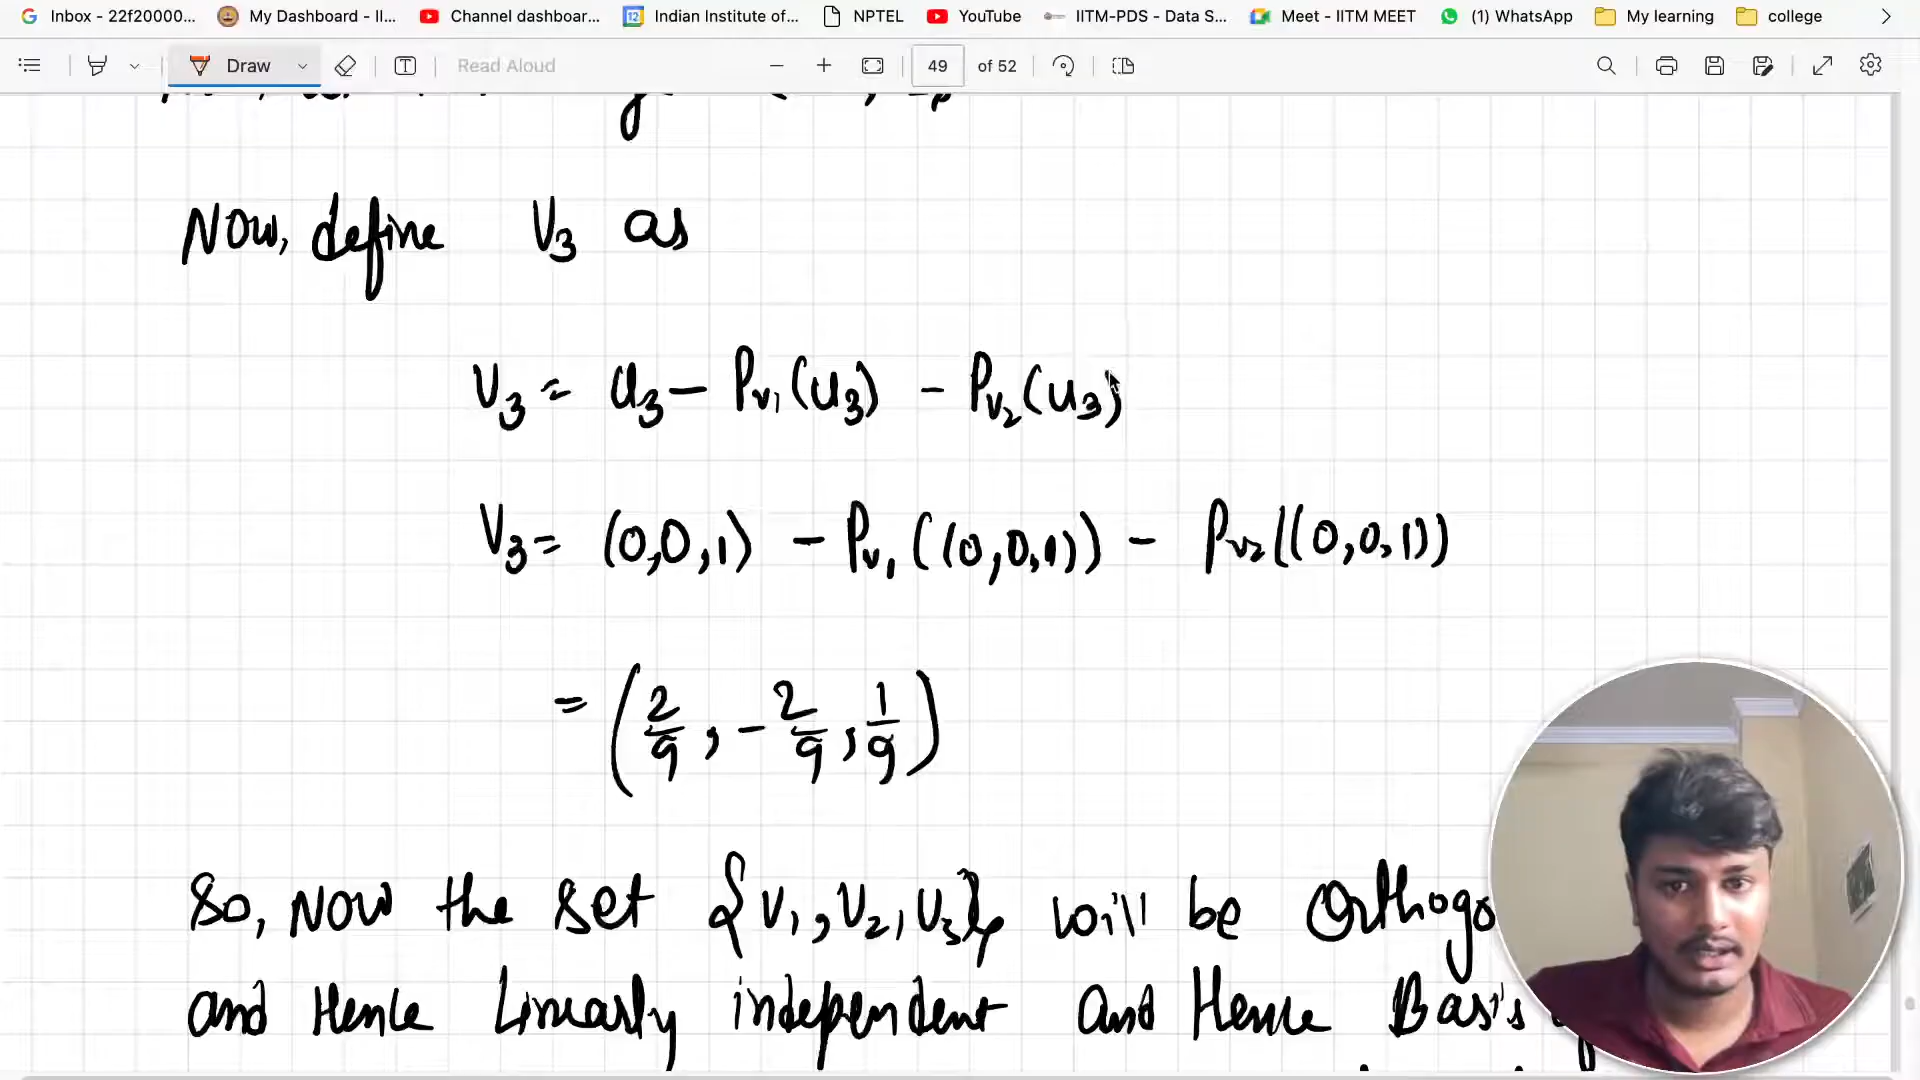 Inbox - 22f20000... My Dashboard - II... Channel dashboar... Indian Institute of... NPTEL YouTube IITM-PDS - Data S... Meet - IITM MEET (1) WhatsApp My learning college
Draw Read Aloud 49 of 52
Now, define V₃ as
V₃ = u₃ - Pv₁(u₃) - Pv₂(u₃)
V₃ = (0,0,1) - Pv₁((0,0,1)) - Pv₂((0,0,1))
= (2/9, -2/9, 1/9)
So, Now the set {V₁, V₂, V₃} will be Orthogo
and Hence Linearly independent and Hence Basis